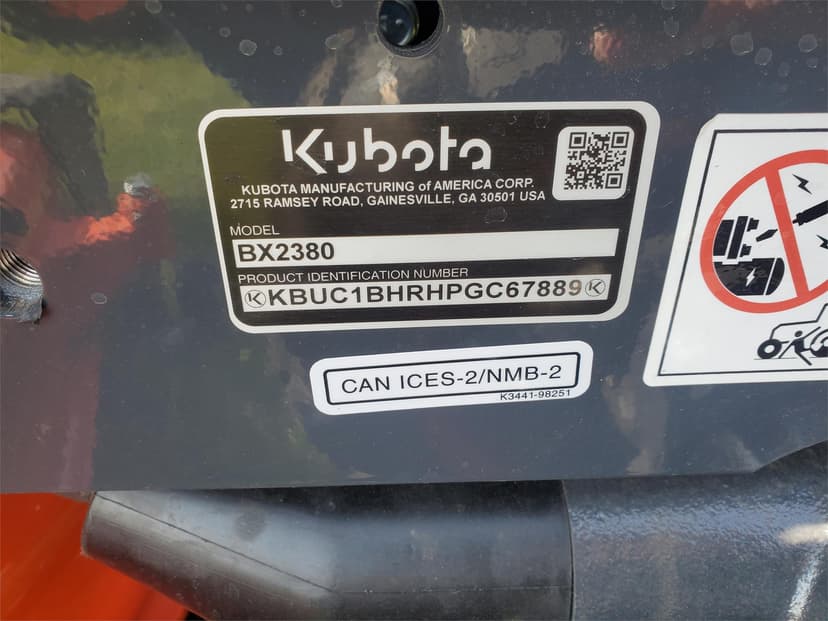 Kubota
KUBOTA MANUFACTURING of AMERICA CORP.
2715 RAMSEY ROAD, GAINESVILLE, GA 30501 USA
MODEL
BX2380
PRODUCT IDENTIFICATION NUMBER
KBUC1BHRHPGC67889
CAN ICES-2/NMB-2
K3441-98251